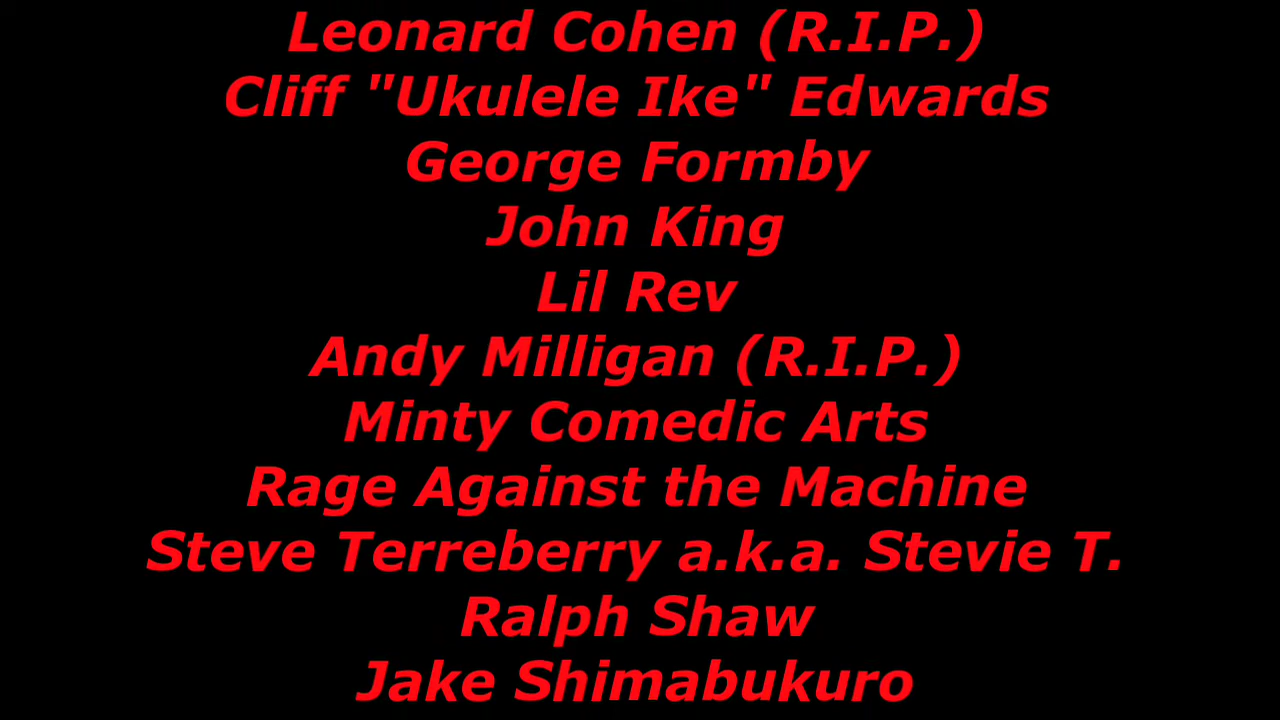 Leonard Cohen (R.I.P.)
Cliff "Ukulele Ike" Edwards
George Formby
John King
Lil Rev
Andy Milligan (R.I.P.)
Minty Comedic Arts
Rage Against the Machine
Steve Terreberry a.k.a. Stevie T.
Ralph Shaw
Jake Shimabukuro